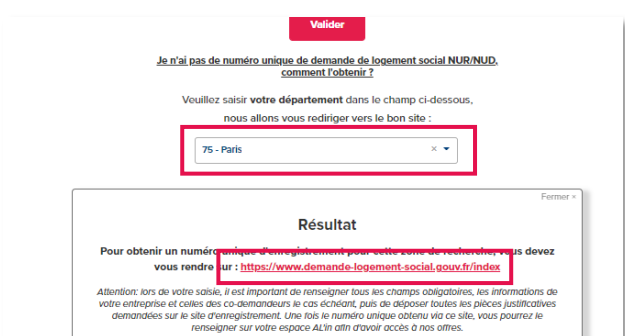 Valider
Je n'ai pas de numéro unique de demande de logement social NUR/NUD,
comment l'obtenir ?
Veuillez saisir votre département dans le champ ci-dessous,
nous allons vous rediriger vers le bon site :
75 - Paris × ▾
Fermer ×
Résultat
Pour obtenir un numéro unique d'enregistrement pour cette zone de recherche, vous devez
vous rendre sur : https://www.demande-logement-social.gouv.fr/index
Attention: lors de votre saisie, il est important de renseigner tous les champs obligatoires, les informations de
votre entreprise et celles des co-demandeurs le cas échéant, puis de déposer toutes les pièces justificatives
demandées sur le site d'enregistrement. Une fois le numéro unique obtenu via ce site, vous pourrez le
renseigner sur votre espace AL'in afin d'avoir accès à nos offres.